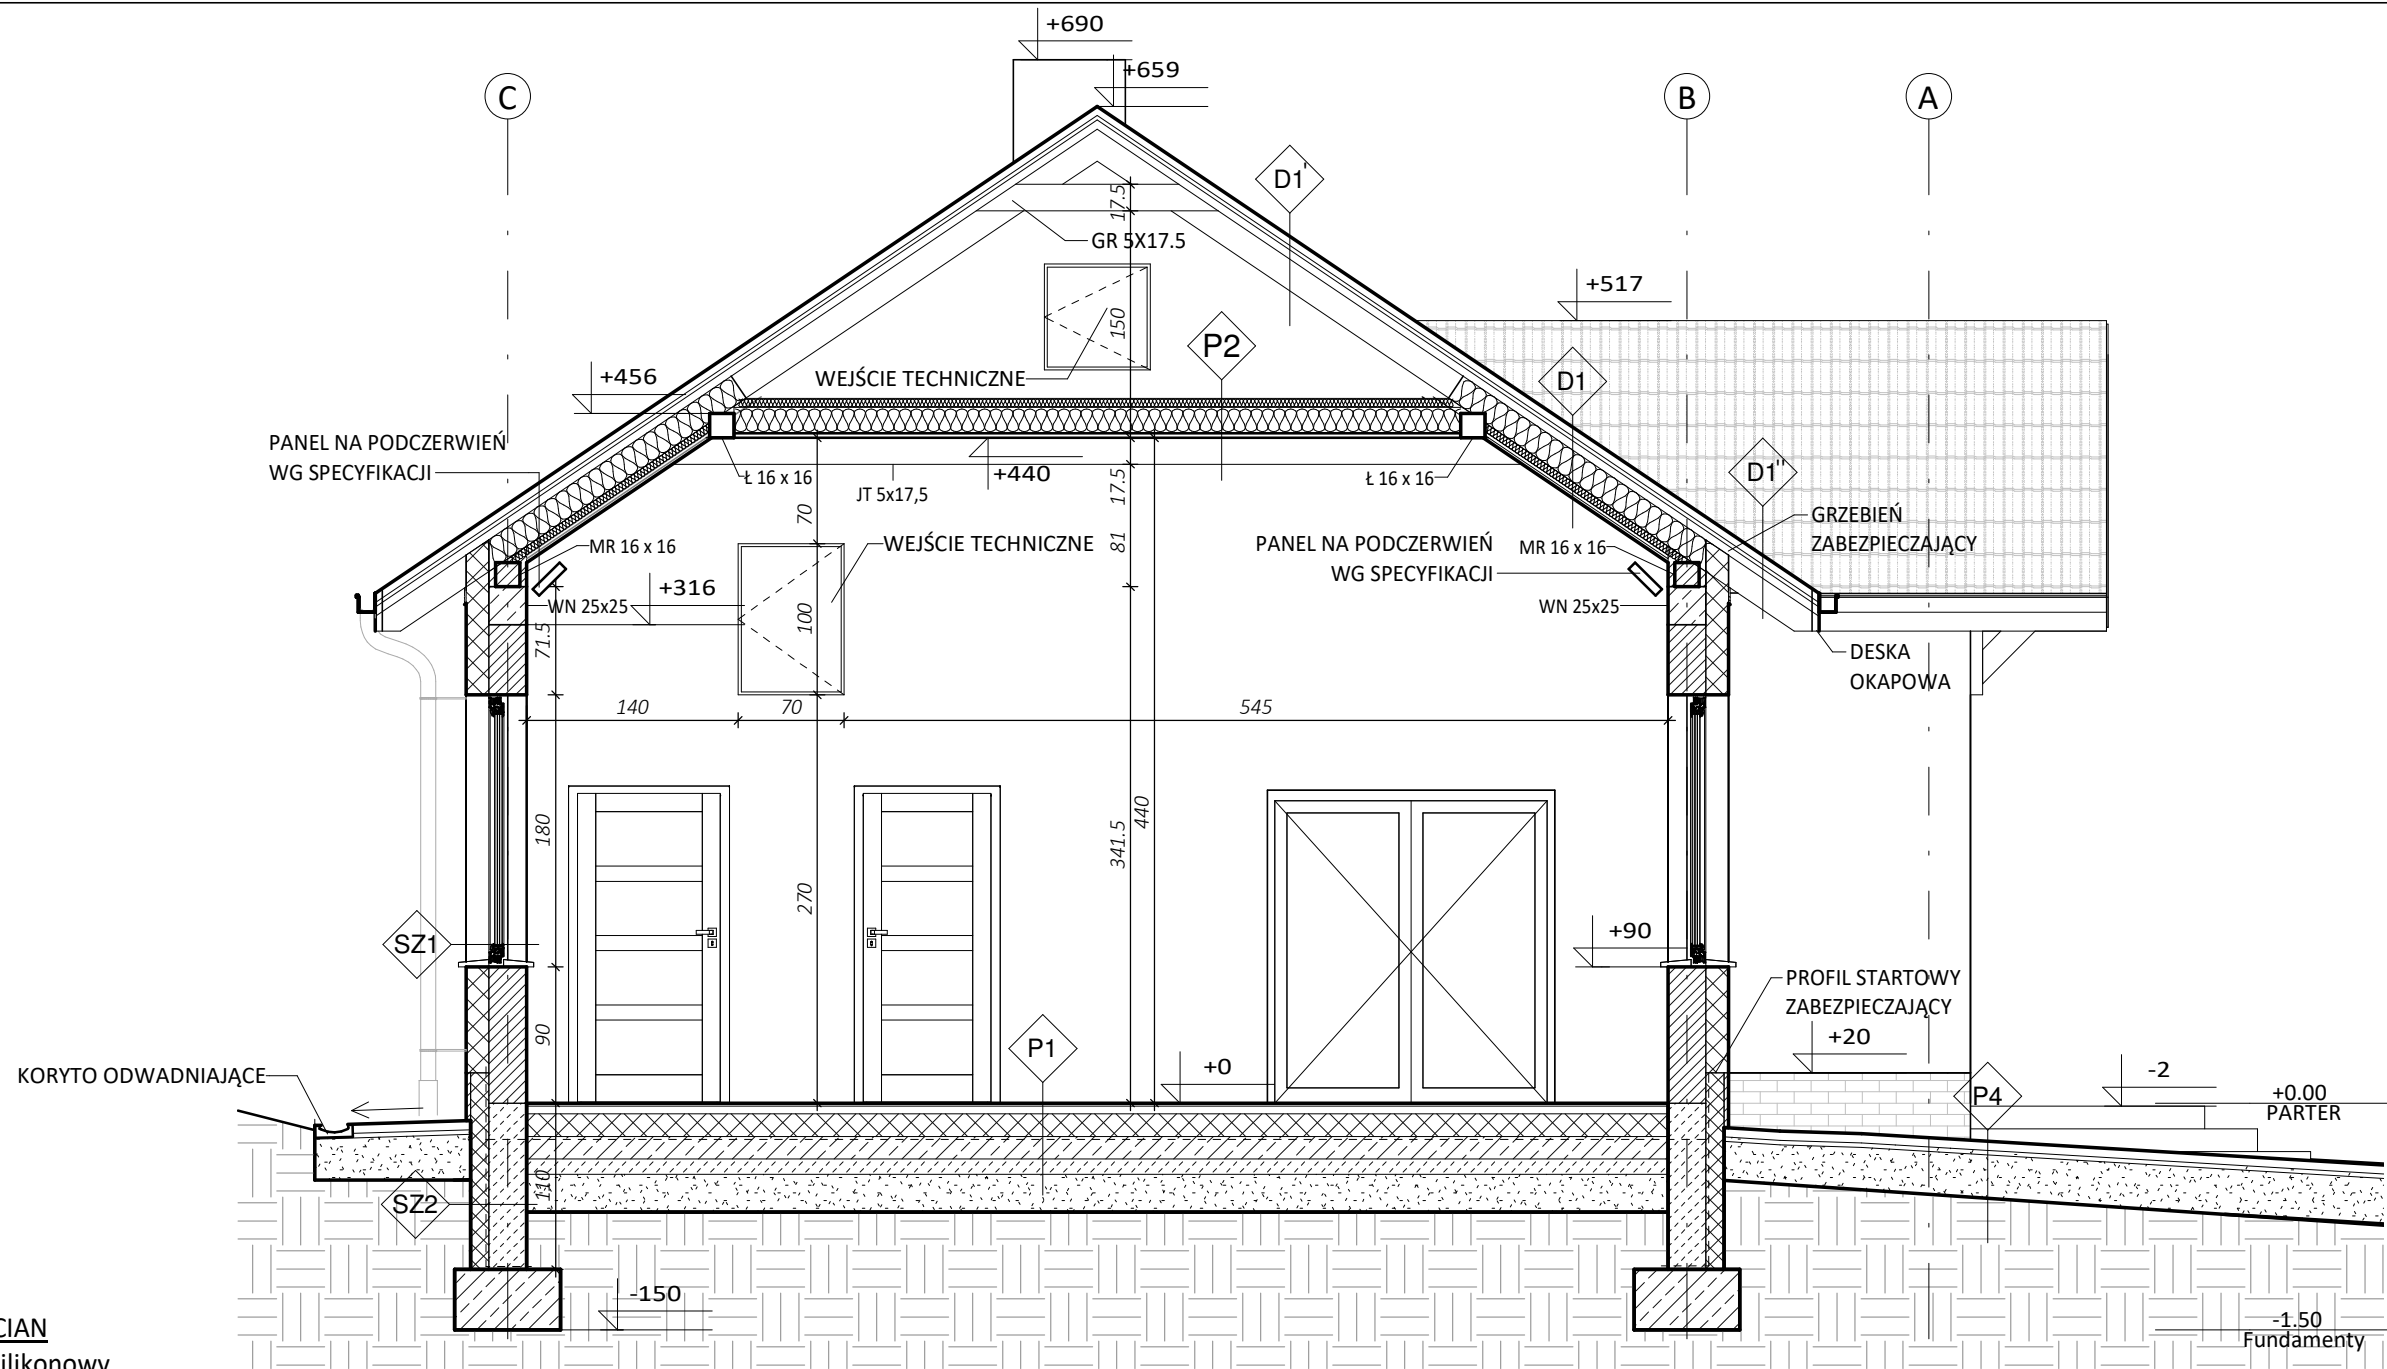 +690
+659
C
B
A
D1'
17.5
GR 5X17.5
+517
150
P2
WEJŚCIE TECHNICZNE
+456
D1
PANEL NA PODCZERWIEŃ
WG SPECYFIKACJI
Ł 16 x 16
JT 5x17,5
+440
17.5
Ł 16 x 16
D1''
70
GRZEBIEŃ
ZABEZPIECZAJĄCY
MR 16 x 16
WEJŚCIE TECHNICZNE
81
PANEL NA PODCZERWIEŃ
WG SPECYFIKACJI
MR 16 x 16
+316
WN 25x25
WN 25x25
71.5
100
DESKA
OKAPOWA
140
70
545
180
341.5
440
270
SZ1
+90
PROFIL STARTOWY
ZABEZPIECZAJĄCY
90
P1
+0
+20
KORYTO ODWADNIAJĄCE
-2
P4
+0.00
PARTER
110
SZ2
-150
-1.50
Fundamenty
CIAN
ilikonowy